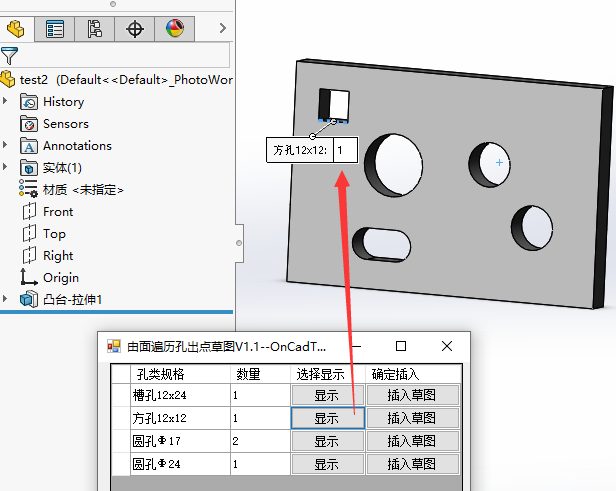 test2 (Default<<Default>_PhotoWor
History
Sensors
Annotations
实体(1)
材质 <未指定>
Front
Top
Right
Origin
凸台-拉伸1
方孔12x12: 1
由面遍历孔出点草图V1.1--OnCadT...
孔类规格 数量 选择显示 确定插入
槽孔12x24 1 显示 插入草图
方孔12x12 1 显示 插入草图
圆孔Φ17 2 显示 插入草图
圆孔Φ24 1 显示 插入草图